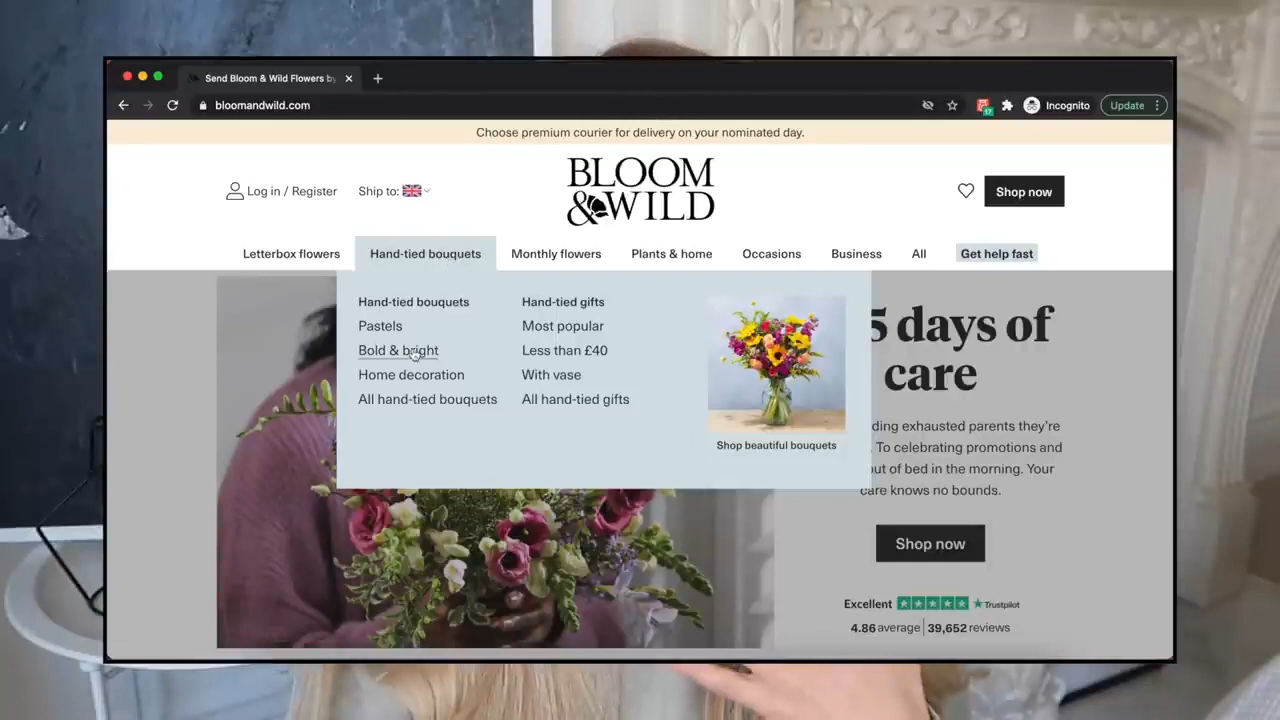 Send Bloom & Wild Flowers by
bloomandwild.com
17
Incognito
Update
Choose premium courier for delivery on your nominated day.
Log in / Register
Ship to:
BLOOM
& WILD
Shop now
Letterbox flowers
Hand-tied bouquets
Monthly flowers
Plants & home
Occasions
Business
All
Get help fast
Hand-tied bouquets
Pastels
Bold & bright
Home decoration
All hand-tied bouquets
Hand-tied gifts
Most popular
Less than £40
With vase
All hand-tied gifts
Shop beautiful bouquets
5 days of
care
ding exhausted parents they're
. To celebrating promotions and
out of bed in the morning. Your
care knows no bounds.
Shop now
Excellent
Trustpilot
4.86 average | 39,652 reviews